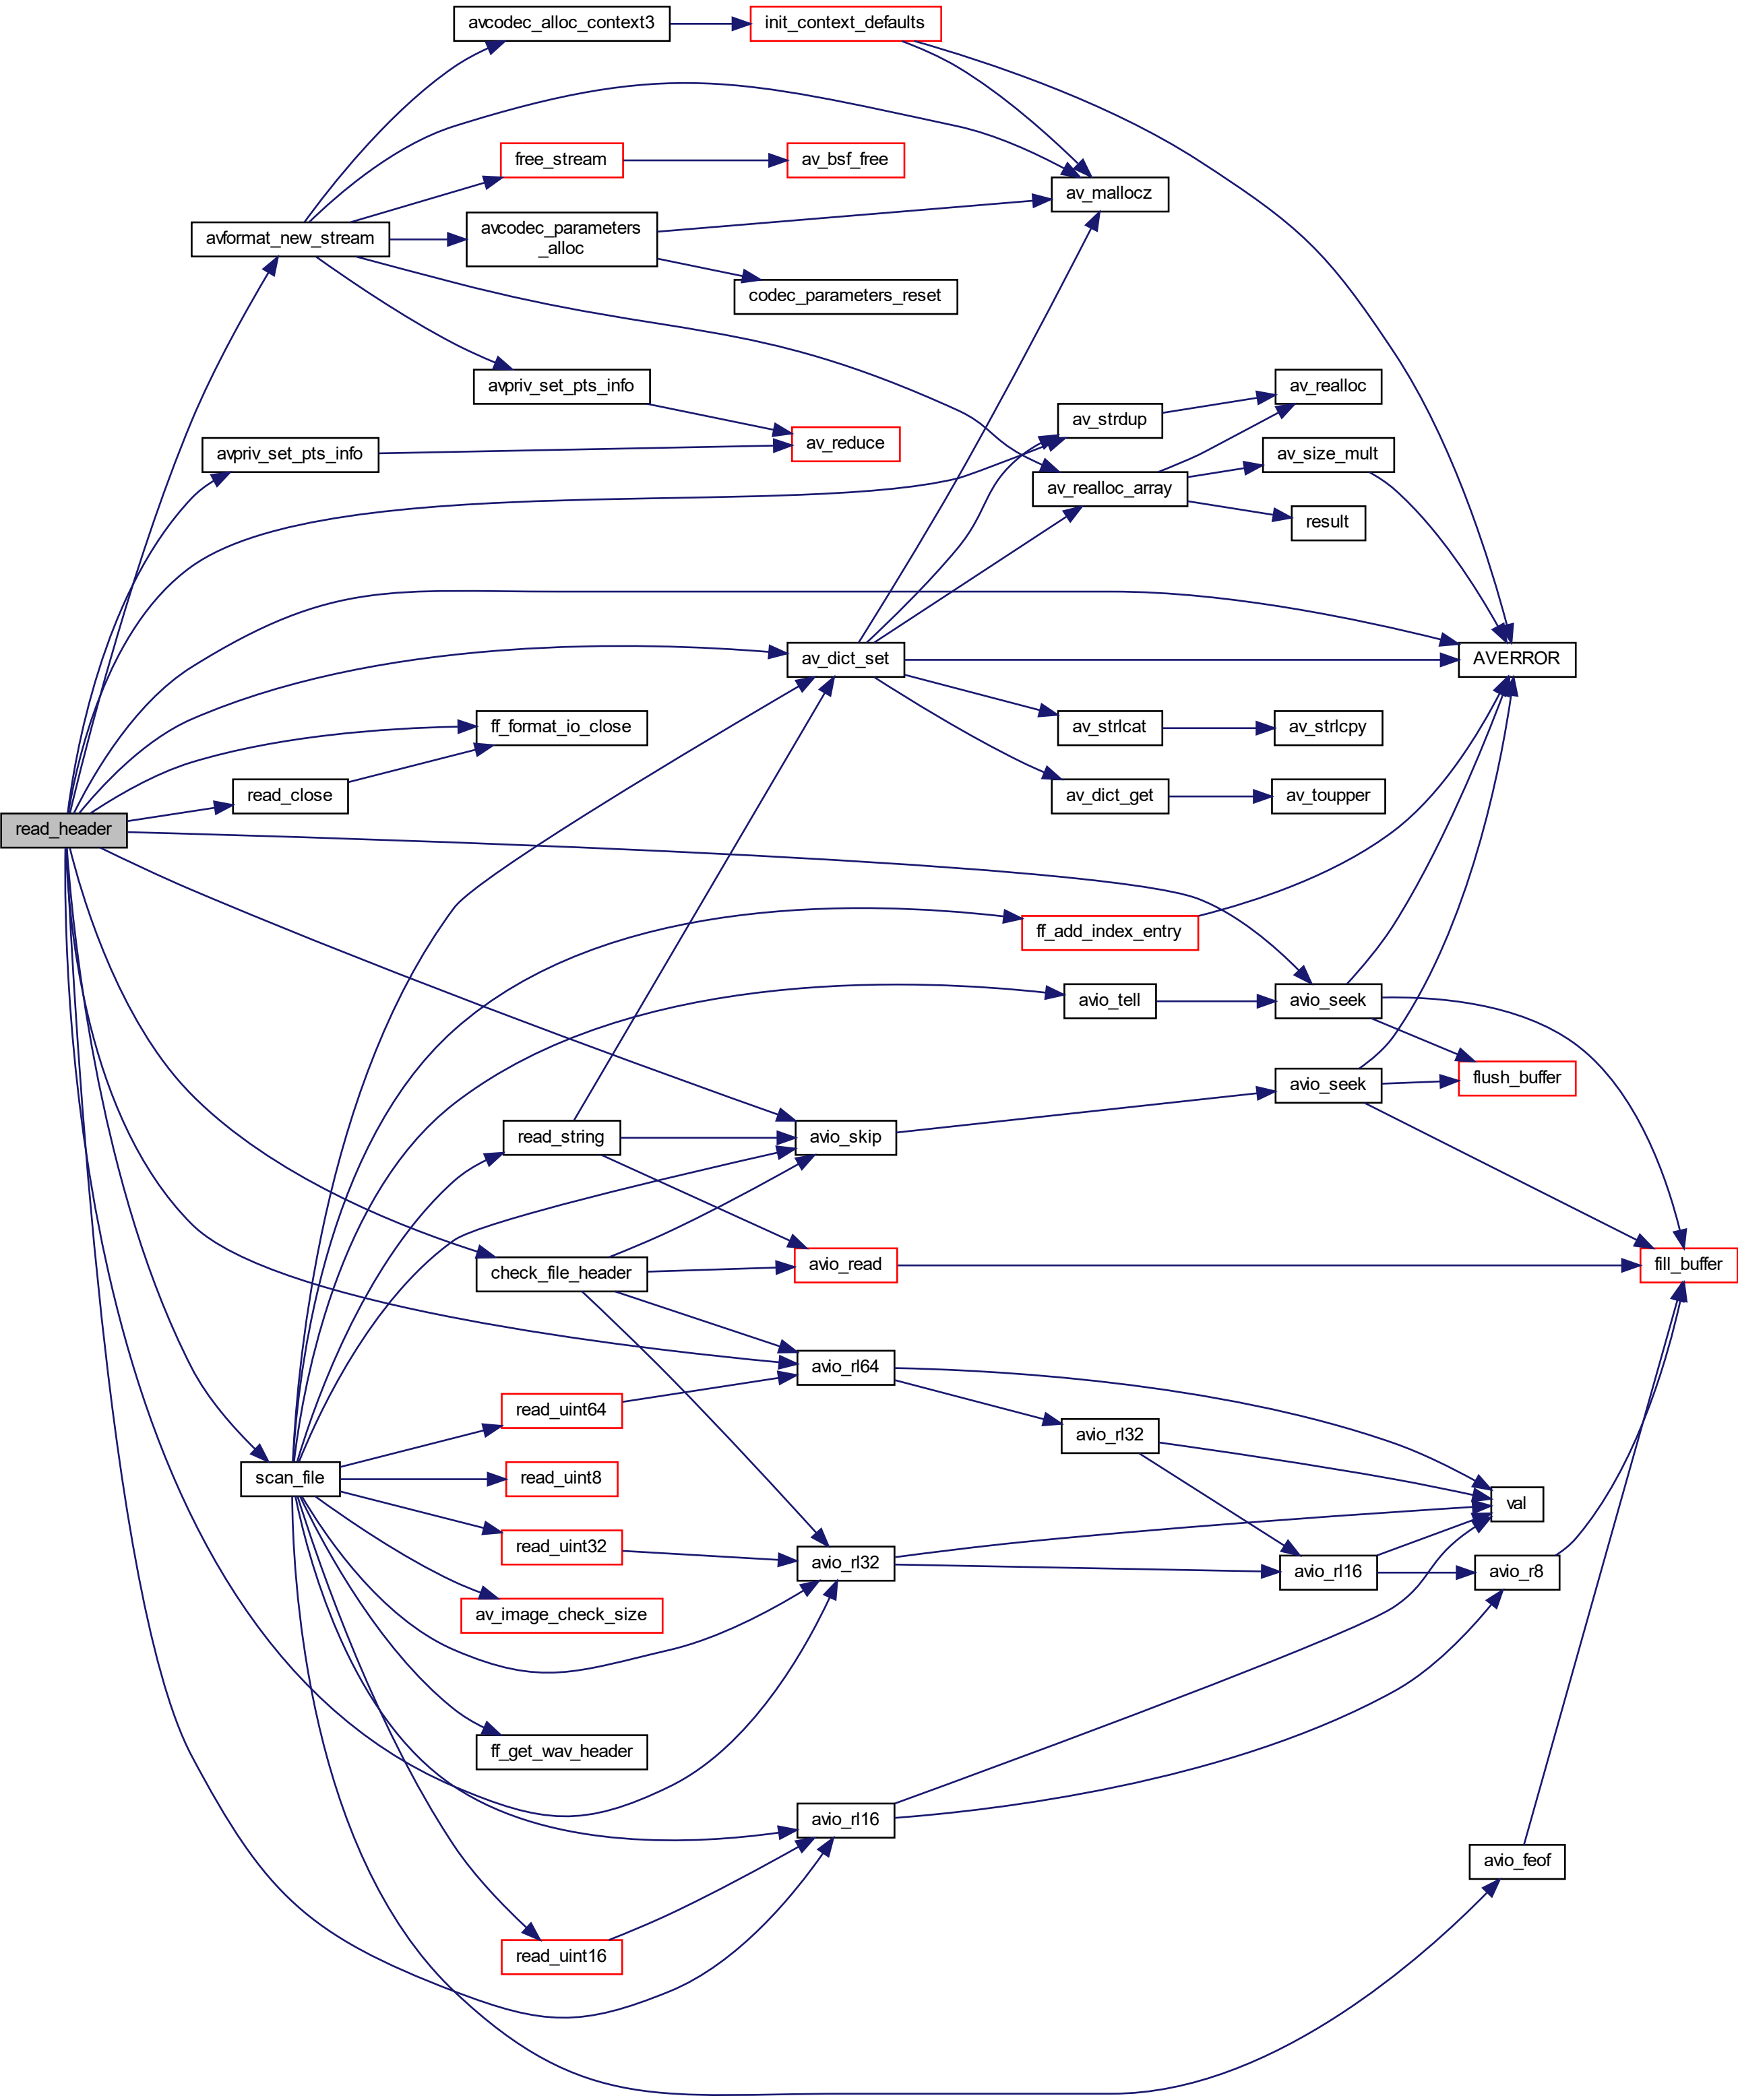 avcodec_alloc_context3
init_context_defaults
free_stream
av_bsf_free
av_mallocz
avformat_new_stream
avcodec_parameters
_alloc
codec_parameters_reset
avpriv_set_pts_info
av_realloc
av_strdup
av_reduce
avpriv_set_pts_info
av_size_mult
av_realloc_array
result
av_dict_set
AVERROR
ff_format_io_close
av_strlcat
av_strlcpy
read_close
av_dict_get
av_toupper
read_header
ff_add_index_entry
avio_tell
avio_seek
flush_buffer
avio_seek
read_string
avio_skip
check_file_header
avio_read
fill_buffer
avio_rl64
read_uint64
avio_rl32
scan_file
read_uint8
val
read_uint32
avio_rl32
avio_rl16
avio_r8
av_image_check_size
ff_get_wav_header
avio_rl16
avio_feof
read_uint16